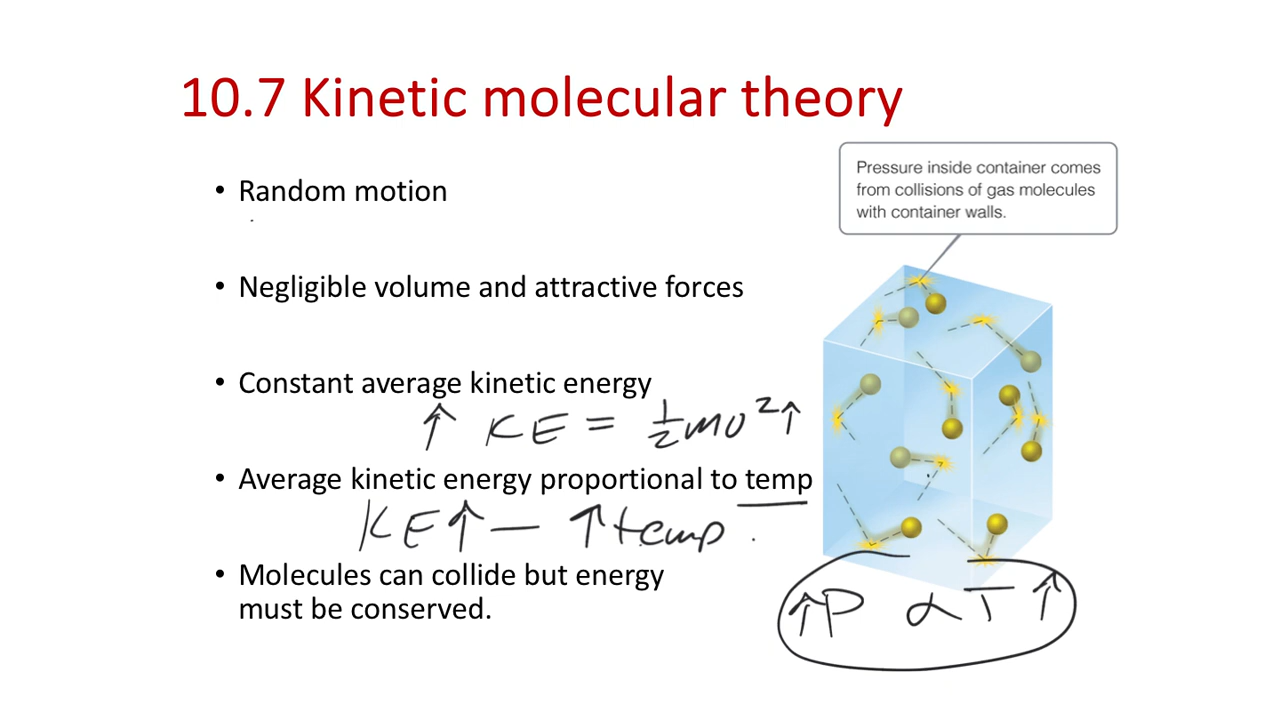 10.7 Kinetic molecular theory
Pressure inside container comes
from collisions of gas molecules
with container walls.
• Random motion
• Negligible volume and attractive forces
• Constant average kinetic energy
↑ KE = ½mv²↑
• Average kinetic energy proportional to temp
KE↑ — ↑temp
• Molecules can collide but energy
must be conserved.
↑P ∝ T↑